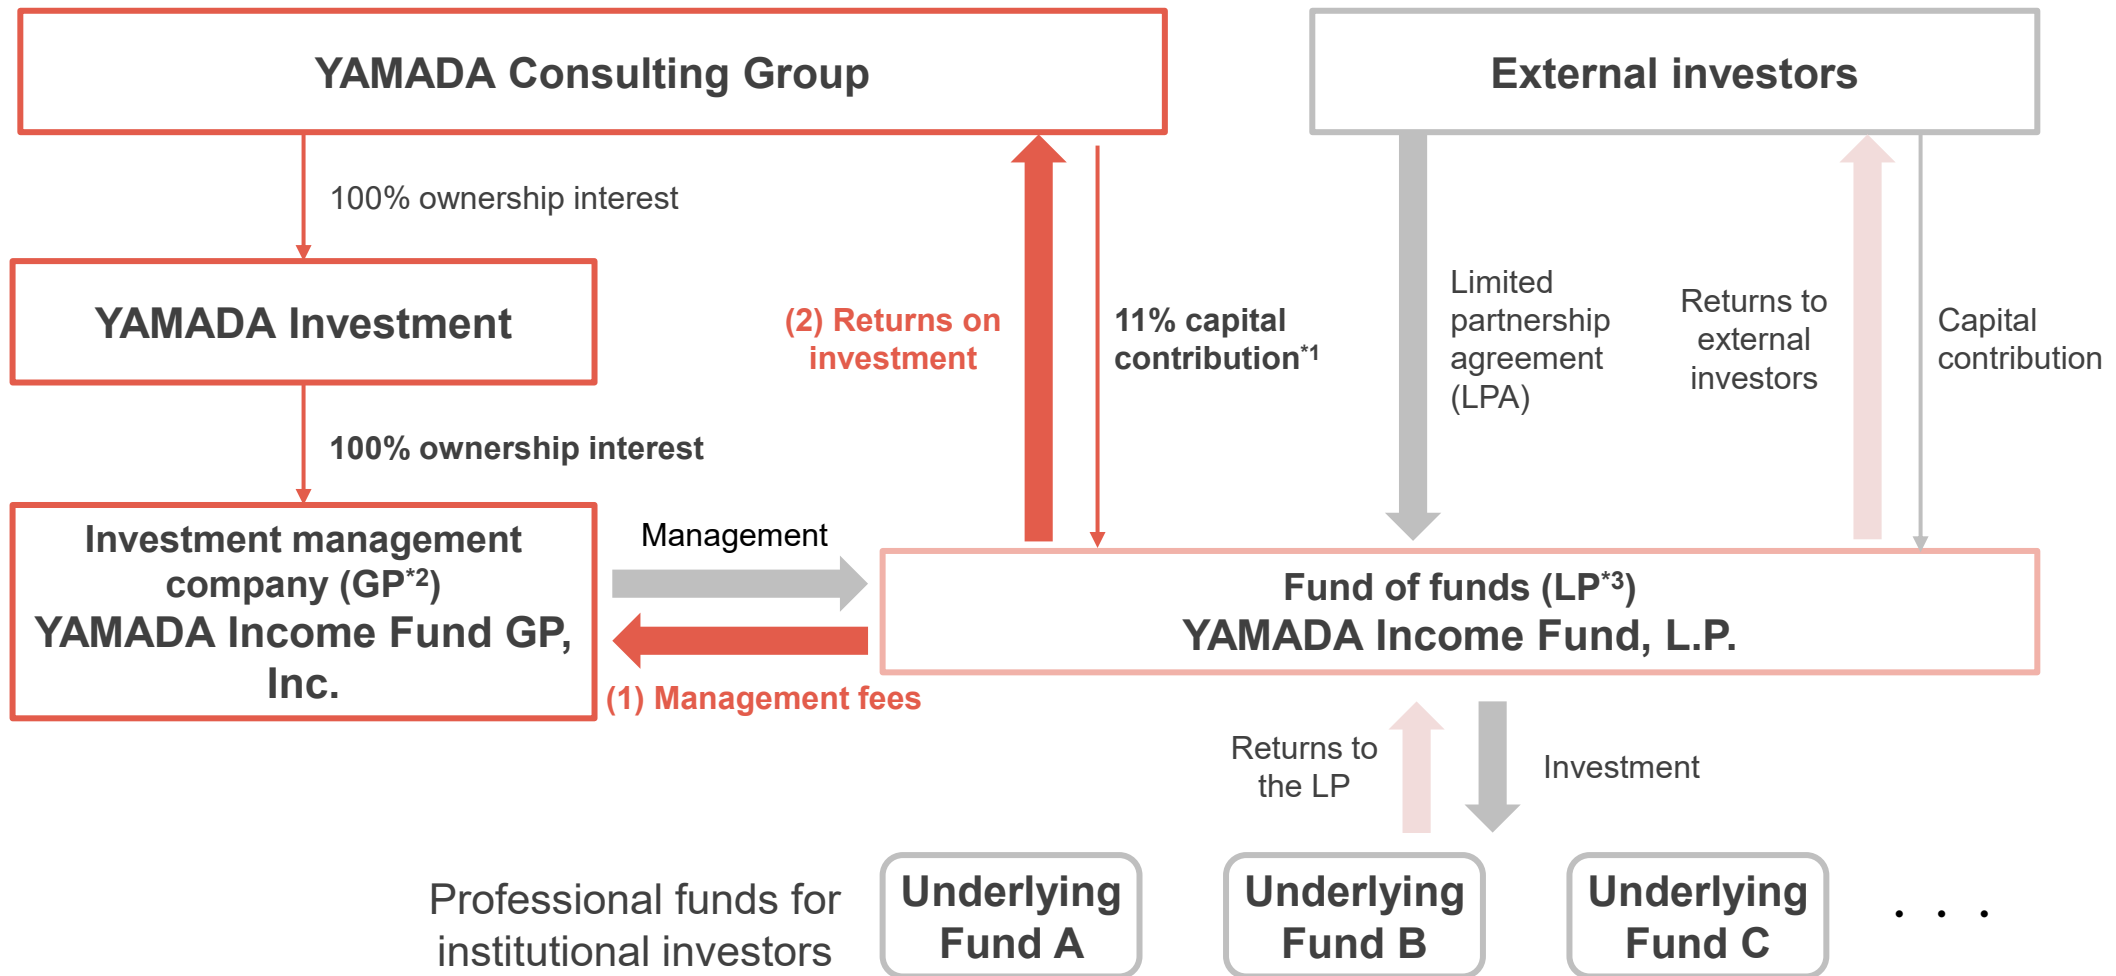 YAMADA Consulting Group
External investors
100% ownership interest
YAMADA Investment
(2) Returns on
investment
11% capital
contribution*1
Limited
partnership
agreement
(LPA)
Returns to
external
investors
Capital
contribution
100% ownership interest
Investment management
company (GP*2)
YAMADA Income Fund GP,
Inc.
Management
(1) Management fees
Fund of funds (LP*3)
YAMADA Income Fund, L.P.
Returns to
the LP
Investment
Professional funds for
institutional investors
Underlying
Fund A
Underlying
Fund B
Underlying
Fund C
・・・